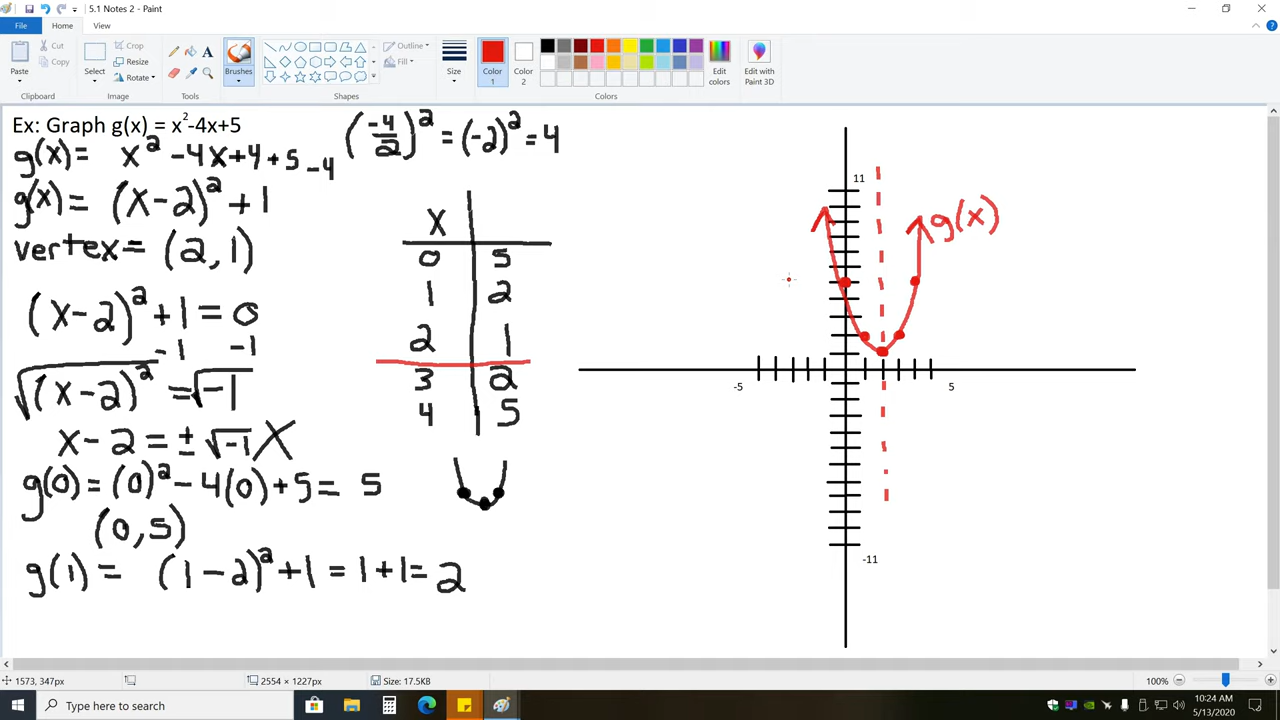 5.1 Notes 2 - Paint
File Home View
Paste Cut Copy Select Crop Resize Rotate Brushes Outline Fill Size Color 1 Color 2 Edit colors Edit with Paint 3D
Clipboard Image Tools Shapes Colors
Ex: Graph g(x) = x²-4x+5
(-4/2)² = (-2)² = 4
g(x) = x² -4x+4+5-4
g(x) = (x-2)² +1
vertex = (2,1)
(x-2)² +1 = 0
-1 -1
√(x-2)² = √-1
x-2 = ± √-1 X
g(0) = (0)² - 4(0)+5 = 5
(0,5)
g(1) = (1-2)² +1 = 1+1 = 2
X
0 5
1 2
2 1
3 2
4 5
11
g(x)
-5 5
-11
1573, 347px 2554 × 1227px Size: 17.5KB 100%
Type here to search
10:24 AM
5/13/2020